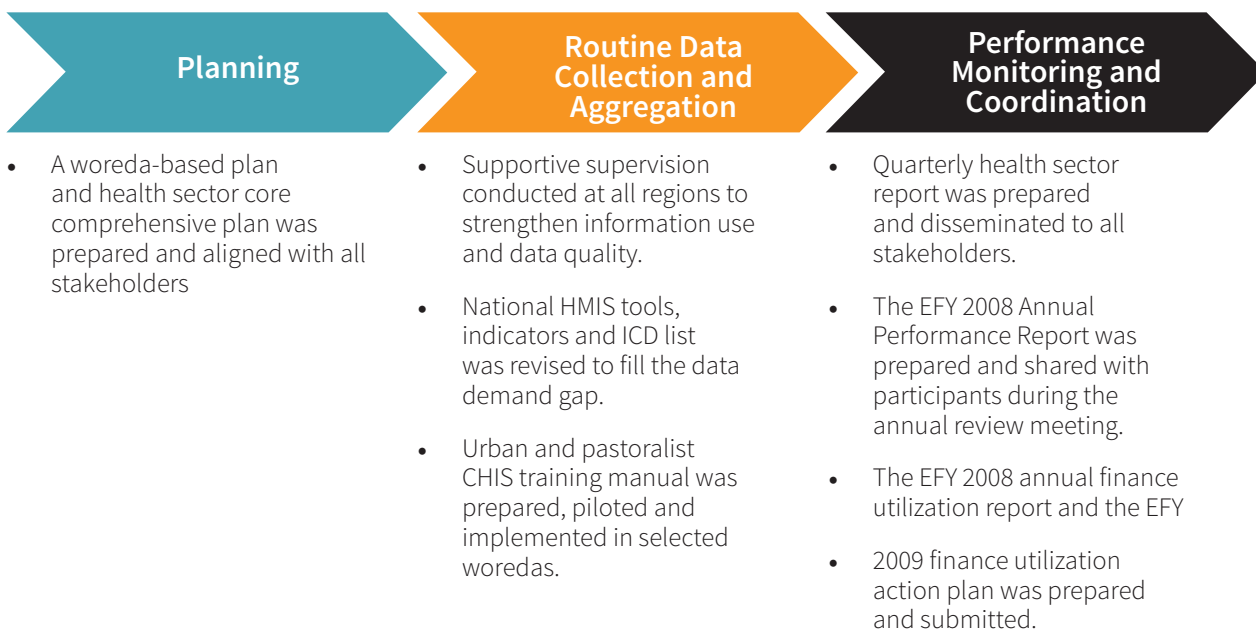 Planning
• A woreda-based plan
and health sector core
comprehensive plan was
prepared and aligned with all
stakeholders
Routine Data
Collection and
Aggregation
• Supportive supervision
conducted at all regions to
strengthen information use
and data quality.
• National HMIS tools,
indicators and ICD list
was revised to fill the data
demand gap.
• Urban and pastoralist
CHIS training manual was
prepared, piloted and
implemented in selected
woredas.
Performance
Monitoring and
Coordination
• Quarterly health sector
report was prepared
and disseminated to all
stakeholders.
• The EFY 2008 Annual
Performance Report was
prepared and shared with
participants during the
annual review meeting.
• The EFY 2008 annual finance
utilization report and the EFY
• 2009 finance utilization
action plan was prepared
and submitted.